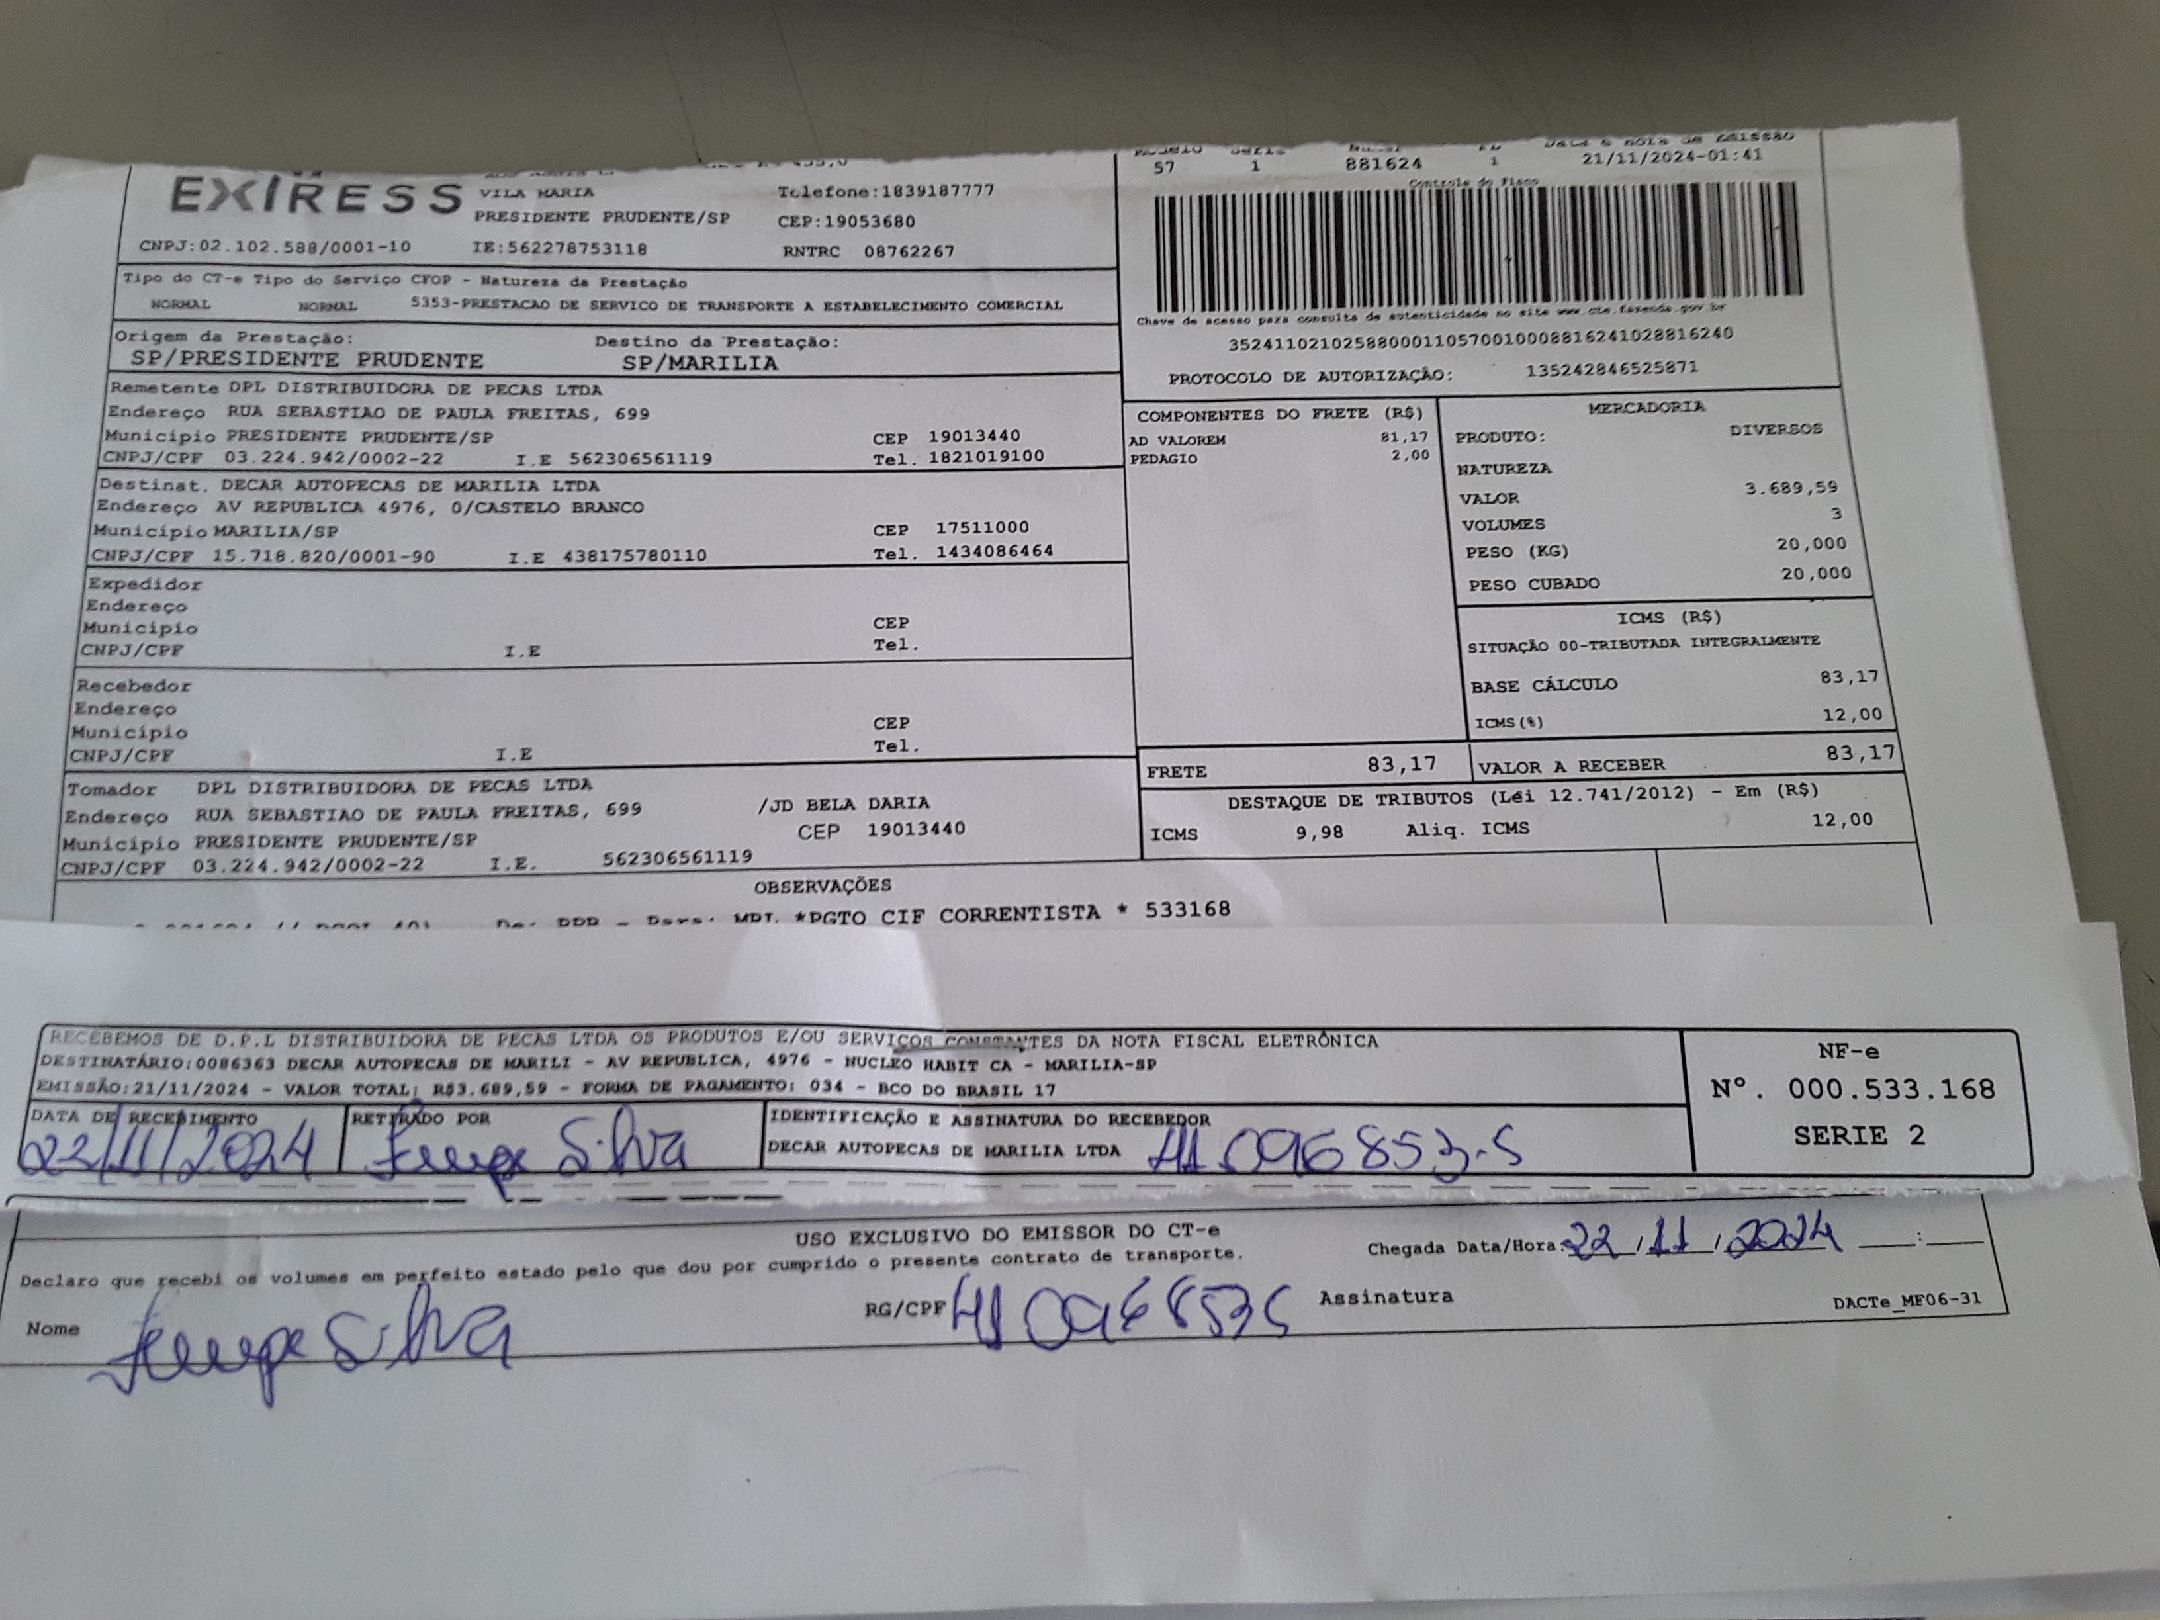 EXIRESS
VILA MARIA
Telefone:1839187777
PRESIDENTE PRUDENTE/SP
CEP:19053680
CNPJ:02.102.588/0001-10 IE:562278753118 RNTRC 08762267
57 1 881624 1 21/11/2024-01:41
Controle do Fisco
Tipo do CT-e Tipo do Serviço CFOP - Natureza da Prestação
NORMAL NORMAL 5353-PRESTACAO DE SERVICO DE TRANSPORTE A ESTABELECIMENTO COMERCIAL
Chave de acesso para consulta de autenticidade no site www.cte.fazenda.gov.br
35241102102588000110570010008816241028816240
PROTOCOLO DE AUTORIZAÇÃO: 135242846525871
Origem da Prestação: Destino da Prestação:
SP/PRESIDENTE PRUDENTE SP/MARILIA
Remetente DPL DISTRIBUIDORA DE PECAS LTDA
Endereço RUA SEBASTIAO DE PAULA FREITAS, 699
Município PRESIDENTE PRUDENTE/SP CEP 19013440
CNPJ/CPF 03.224.942/0002-22 I.E 562306561119 Tel. 1821019100
Destinat. DECAR AUTOPECAS DE MARILIA LTDA
Endereço AV REPUBLICA 4976, 0/CASTELO BRANCO
Município MARILIA/SP CEP 17511000
CNPJ/CPF 15.718.820/0001-90 I.E 438175780110 Tel. 1434086464
Expedidor
Endereço
Município CEP
CNPJ/CPF I.E Tel.
Recebedor
Endereço
Município CEP
CNPJ/CPF I.E Tel.
Tomador DPL DISTRIBUIDORA DE PECAS LTDA
Endereço RUA SEBASTIAO DE PAULA FREITAS, 699 /JD BELA DARIA
Município PRESIDENTE PRUDENTE/SP CEP 19013440
CNPJ/CPF 03.224.942/0002-22 I.E. 562306561119
COMPONENTES DO FRETE (R$)
AD VALOREM 81,17
PEDAGIO 2,00
MERCADORIA
PRODUTO: DIVERSOS
NATUREZA
VALOR 3.689,59
VOLUMES 3
PESO (KG) 20,000
PESO CUBADO 20,000
ICMS (R$)
SITUAÇÃO 00-TRIBUTADA INTEGRALMENTE
BASE CÁLCULO 83,17
ICMS(%) 12,00
FRETE 83,17 VALOR A RECEBER 83,17
DESTAQUE DE TRIBUTOS (Lei 12.741/2012) - Em (R$)
ICMS 9,98 Aliq. ICMS 12,00
OBSERVAÇÕES
*PGTO CIF CORRENTISTA * 533168
RECEBEMOS DE D.P.L DISTRIBUIDORA DE PECAS LTDA OS PRODUTOS E/OU SERVIÇOS CONSTANTES DA NOTA FISCAL ELETRÔNICA
DESTINATÁRIO:0086363 DECAR AUTOPECAS DE MARILI - AV REPUBLICA, 4976 - NUCLEO HABIT CA - MARILIA-SP
EMISSÃO:21/11/2024 - VALOR TOTAL: R$3.689,59 - FORMA DE PAGAMENTO: 034 - BCO DO BRASIL 17
DATA DE RECEBIMENTO RETIRADO POR IDENTIFICAÇÃO E ASSINATURA DO RECEBEDOR
22/11/2024 Silva DECAR AUTOPECAS DE MARILIA LTDA 41.096853-5
NF-e
Nº. 000.533.168
SERIE 2
USO EXCLUSIVO DO EMISSOR DO CT-e
Declaro que recebi os volumes em perfeito estado pelo que dou por cumprido o presente contrato de transporte.
Chegada Data/Hora: 22/11/2024 __:__
Nome Silva RG/CPF 410968535 Assinatura
DACTe_MF06-31